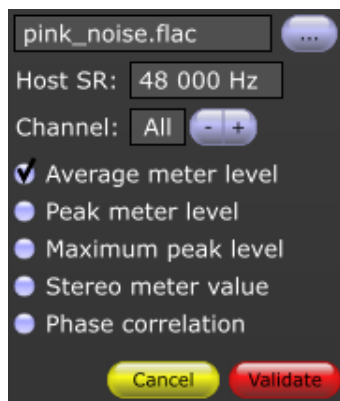 pink_noise.flac ...
Host SR: 48 000 Hz
Channel: All - +
Average meter level
Peak meter level
Maximum peak level
Stereo meter value
Phase correlation
Cancel Validate